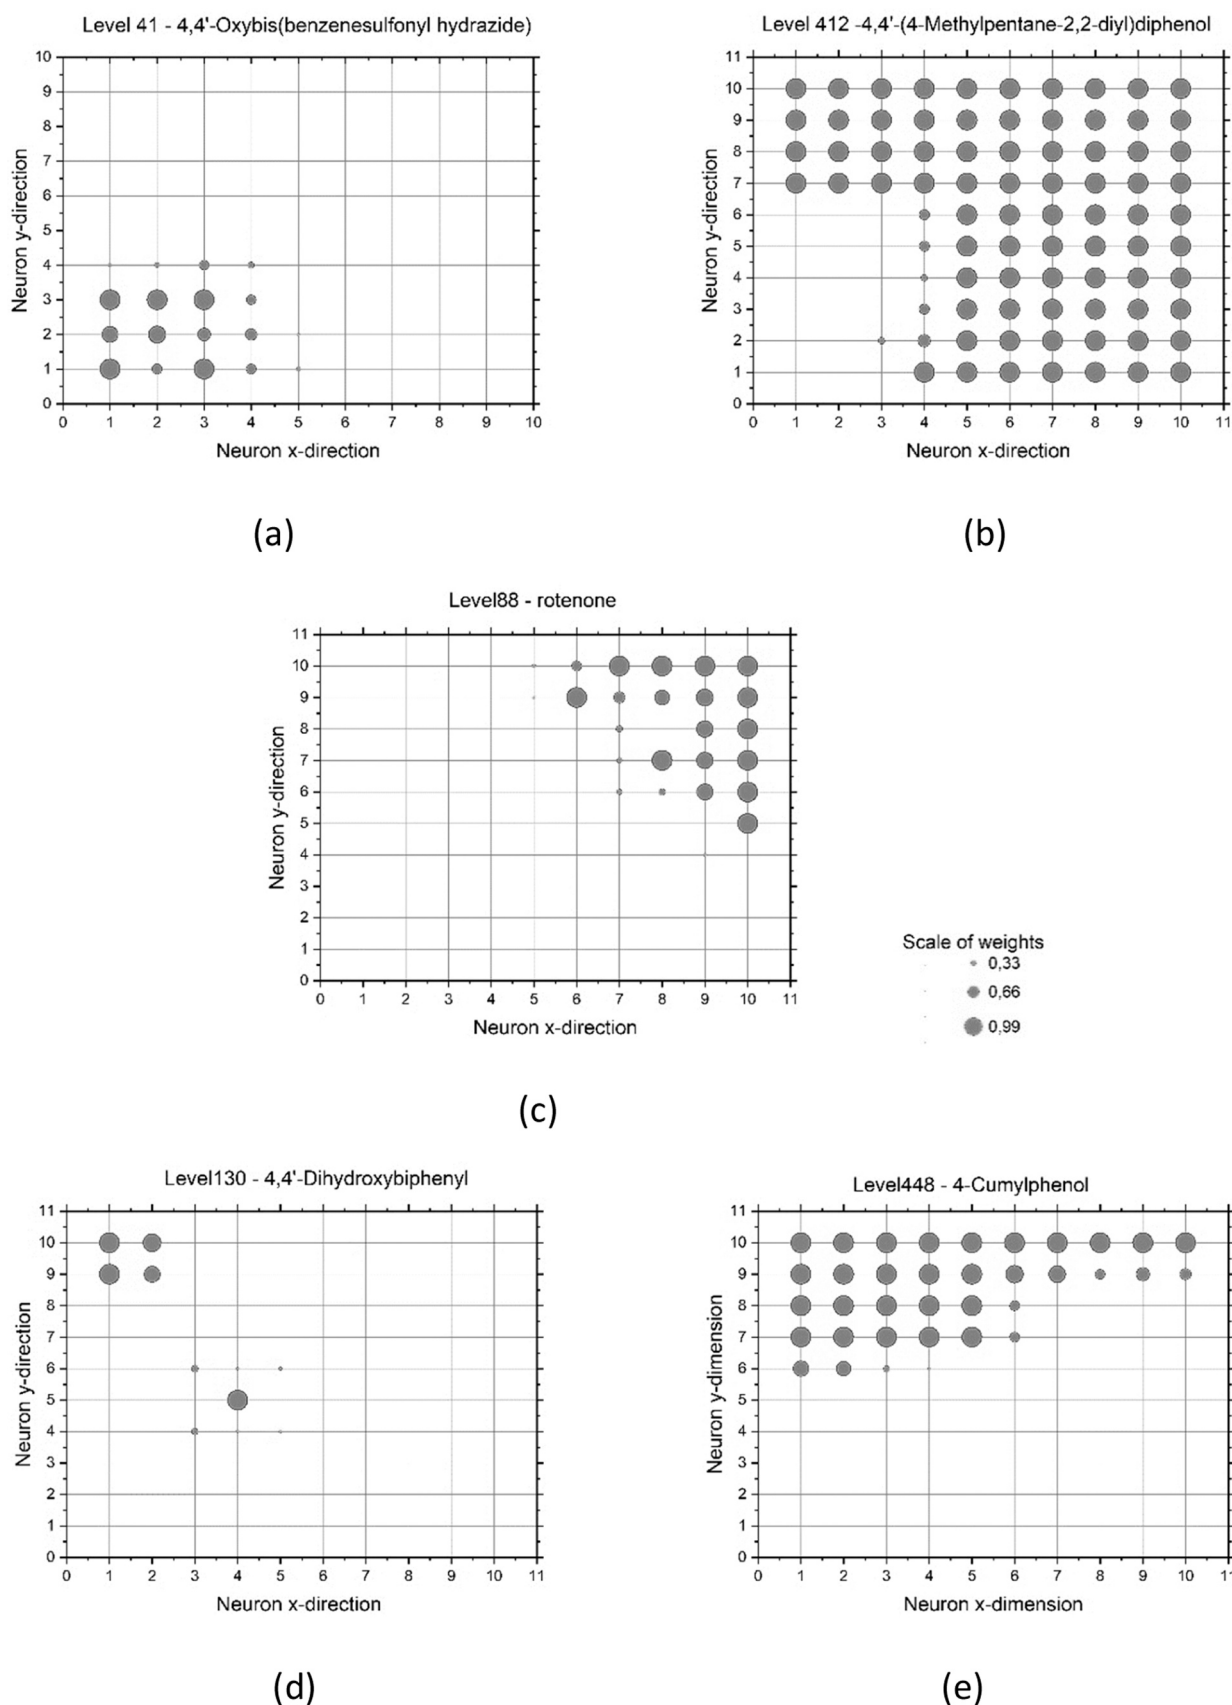 Level 41 - 4,4'-Oxybis(benzenesulfonyl hydrazide)
10
9
8
7
6
5
4
3
2
1
0
Neuron y-direction
0 1 2 3 4 5 6 7 8 9 10
Neuron x-direction
(a)
Level 412 -4,4'-(4-Methylpentane-2,2-diyl)diphenol
11
10
9
8
7
6
5
4
3
2
1
0
Neuron y-direction
0 1 2 3 4 5 6 7 8 9 10 11
Neuron x-direction
(b)
Level88 - rotenone
11
10
9
8
7
6
5
4
3
2
1
0
Neuron y-direction
0 1 2 3 4 5 6 7 8 9 10 11
Neuron x-direction
Scale of weights
0,33
0,66
0,99
(c)
Level130 - 4,4'-Dihydroxybiphenyl
11
10
9
8
7
6
5
4
3
2
1
0
Neuron y-direction
0 1 2 3 4 5 6 7 8 9 10 11
Neuron x-direction
(d)
Level448 - 4-Cumylphenol
11
10
9
8
7
6
5
4
3
2
1
0
Neuron y-dimension
0 1 2 3 4 5 6 7 8 9 10 11
Neuron x-dimension
(e)